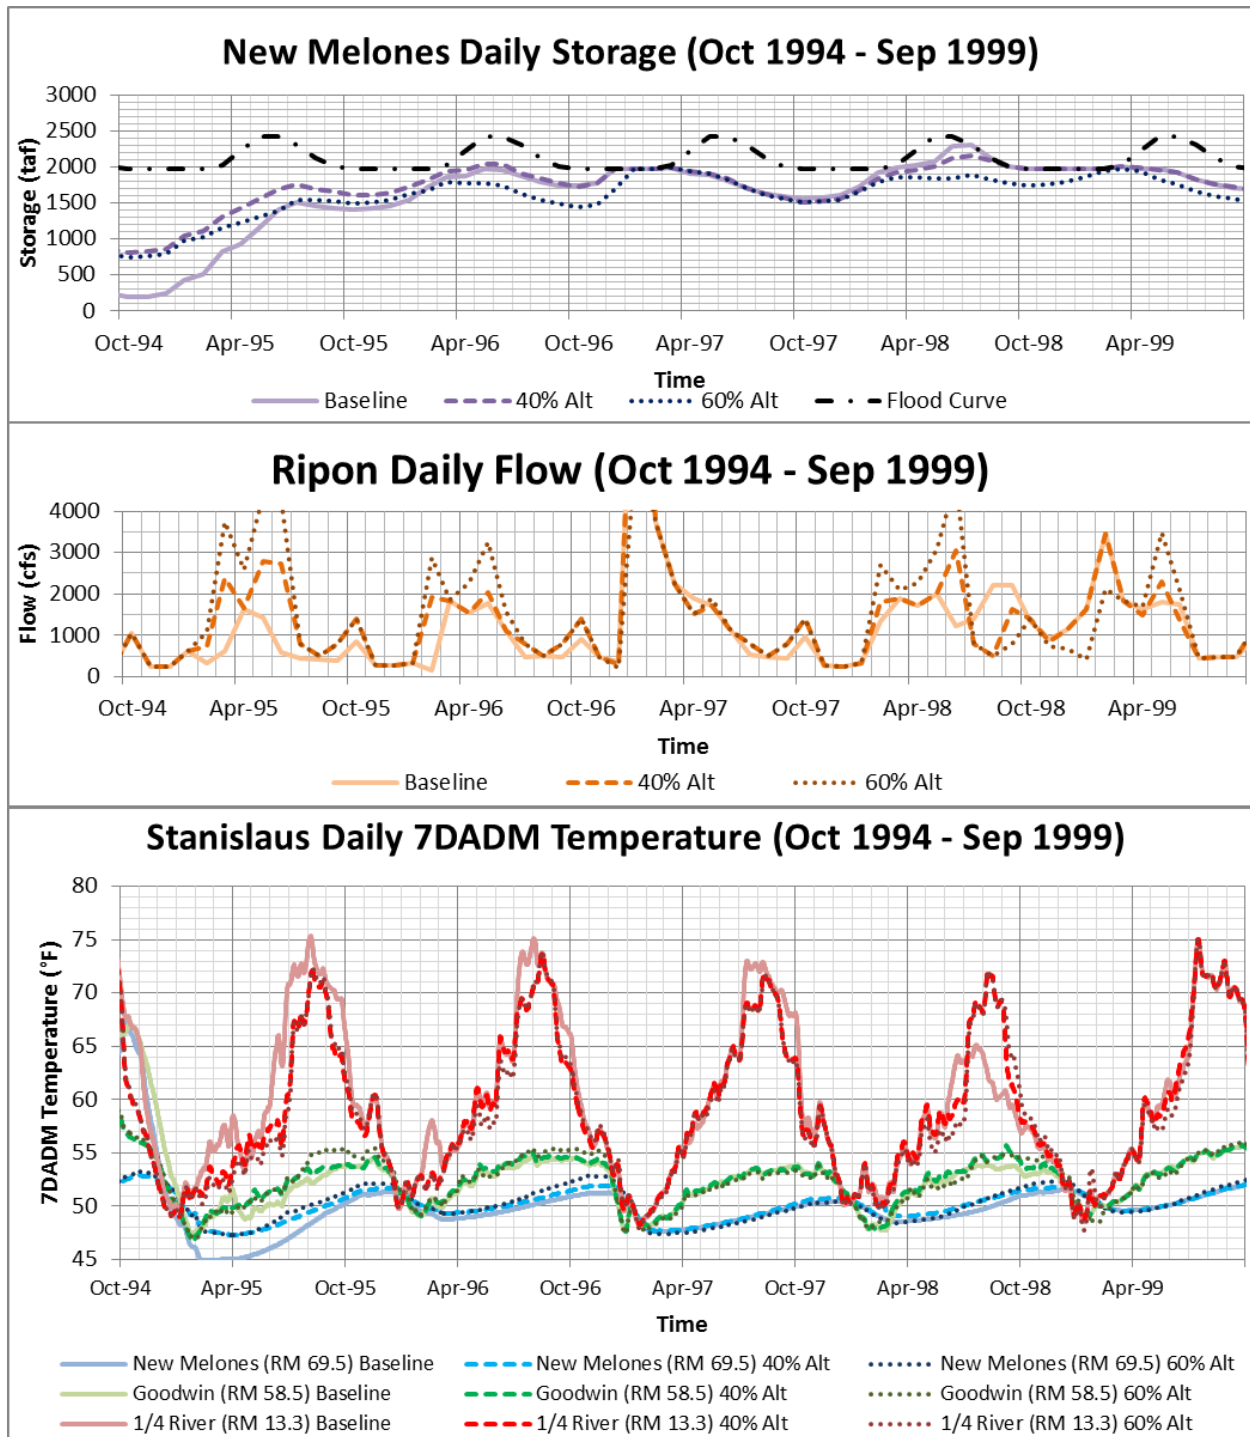 New Melones Daily Storage (Oct 1994 - Sep 1999)
3000
2500
2000
1500
1000
500
0
Storage (taf)
Oct-94 Apr-95 Oct-95 Apr-96 Oct-96 Apr-97 Oct-97 Apr-98 Oct-98 Apr-99
Time
Baseline 40% Alt 60% Alt Flood Curve
Ripon Daily Flow (Oct 1994 - Sep 1999)
4000
3000
2000
1000
0
Flow (cfs)
Oct-94 Apr-95 Oct-95 Apr-96 Oct-96 Apr-97 Oct-97 Apr-98 Oct-98 Apr-99
Time
Baseline 40% Alt 60% Alt
Stanislaus Daily 7DADM Temperature (Oct 1994 - Sep 1999)
80
75
70
65
60
55
50
45
7DADM Temperature (°F)
Oct-94 Apr-95 Oct-95 Apr-96 Oct-96 Apr-97 Oct-97 Apr-98 Oct-98 Apr-99
Time
New Melones (RM 69.5) Baseline New Melones (RM 69.5) 40% Alt New Melones (RM 69.5) 60% Alt
Goodwin (RM 58.5) Baseline Goodwin (RM 58.5) 40% Alt Goodwin (RM 58.5) 60% Alt
1/4 River (RM 13.3) Baseline 1/4 River (RM 13.3) 40% Alt 1/4 River (RM 13.3) 60% Alt